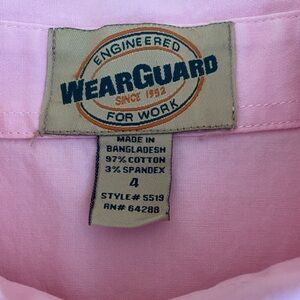 ENGINEERED
WEARGUARD
SINCE 1952
FOR WORK
MADE IN
BANGLADESH
97% COTTON
3% SPANDEX
4
STYLE# 5519
RN# 64288